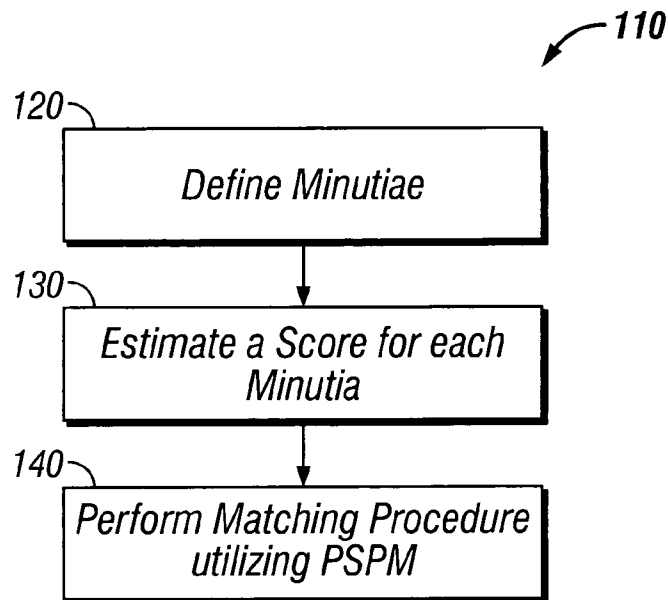 110
120
Define Minutiae
130
Estimate a Score for each
Minutia
140
Perform Matching Procedure
utilizing PSPM